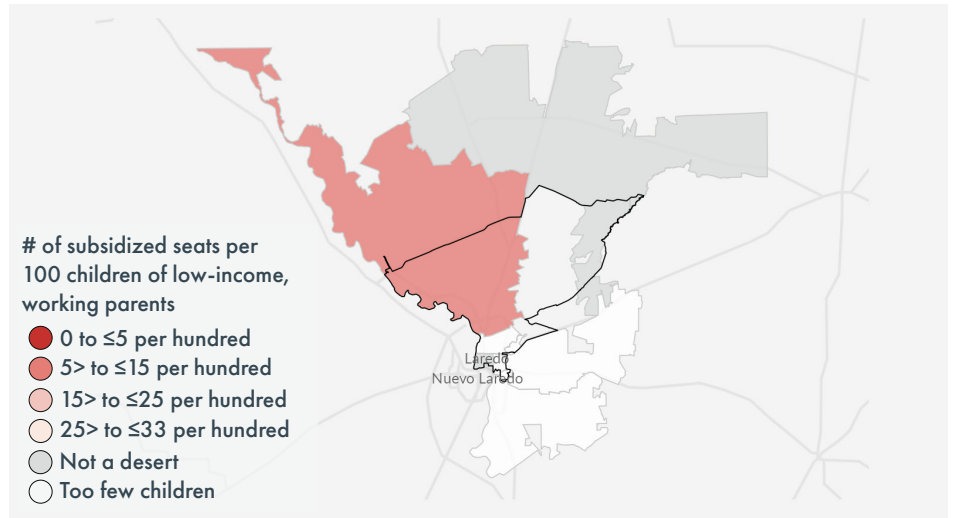 # of subsidized seats per
100 children of low-income,
working parents
0 to ≤5 per hundred
5> to ≤15 per hundred
15> to ≤25 per hundred
25> to ≤33 per hundred
Not a desert
Too few children
Laredo
Nuevo Laredo